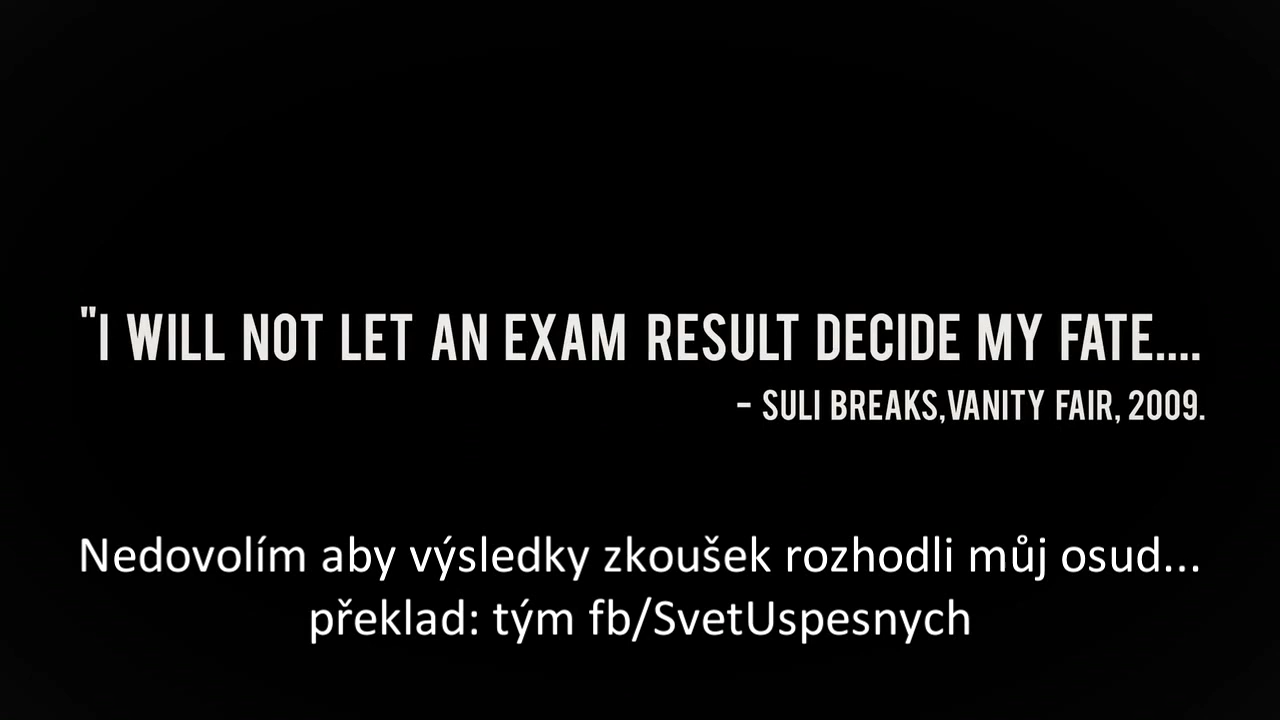 "I WILL NOT LET AN EXAM RESULT DECIDE MY FATE....
- SULI BREAKS,VANITY FAIR, 2009.
Nedovolím aby výsledky zkoušek rozhodli můj osud...
překlad: tým fb/SvetUspesnych